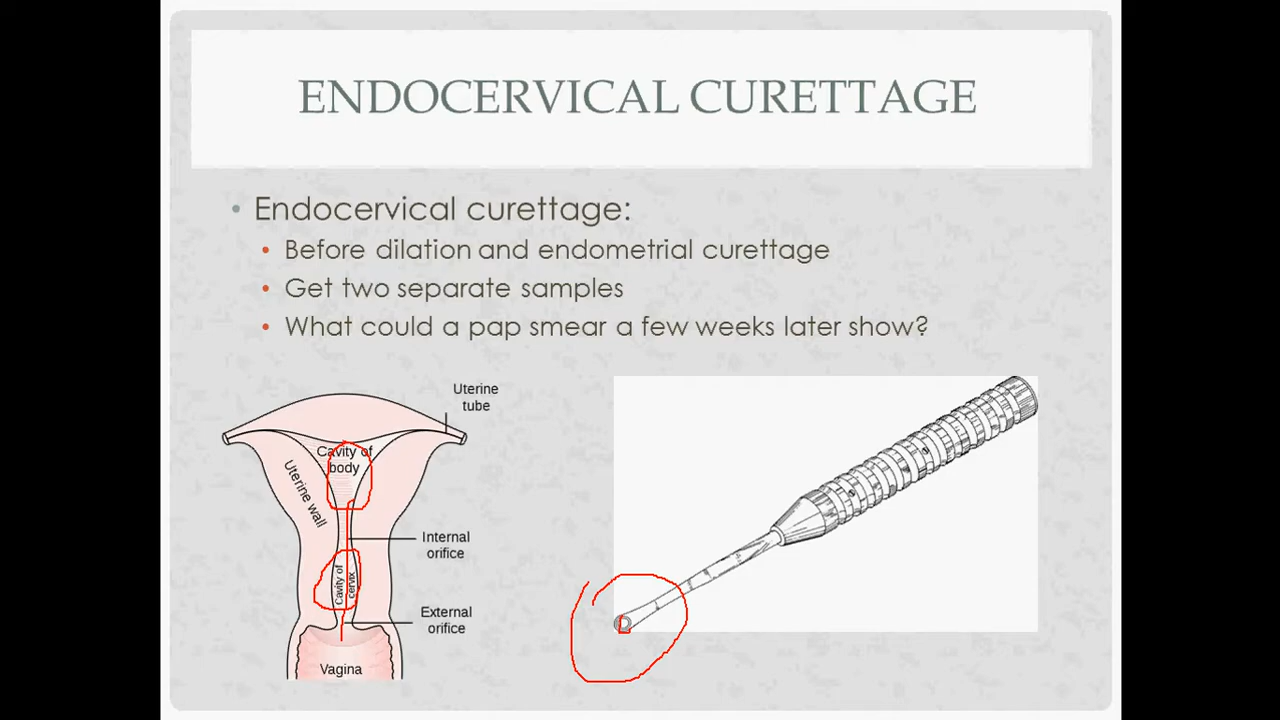 ENDOCERVICAL CURETTAGE
• Endocervical curettage:
• Before dilation and endometrial curettage
• Get two separate samples
• What could a pap smear a few weeks later show?
Uterine
tube
Cavity of
body
Uterine wall
Internal
orifice
Cavity of
cervix
External
orifice
Vagina